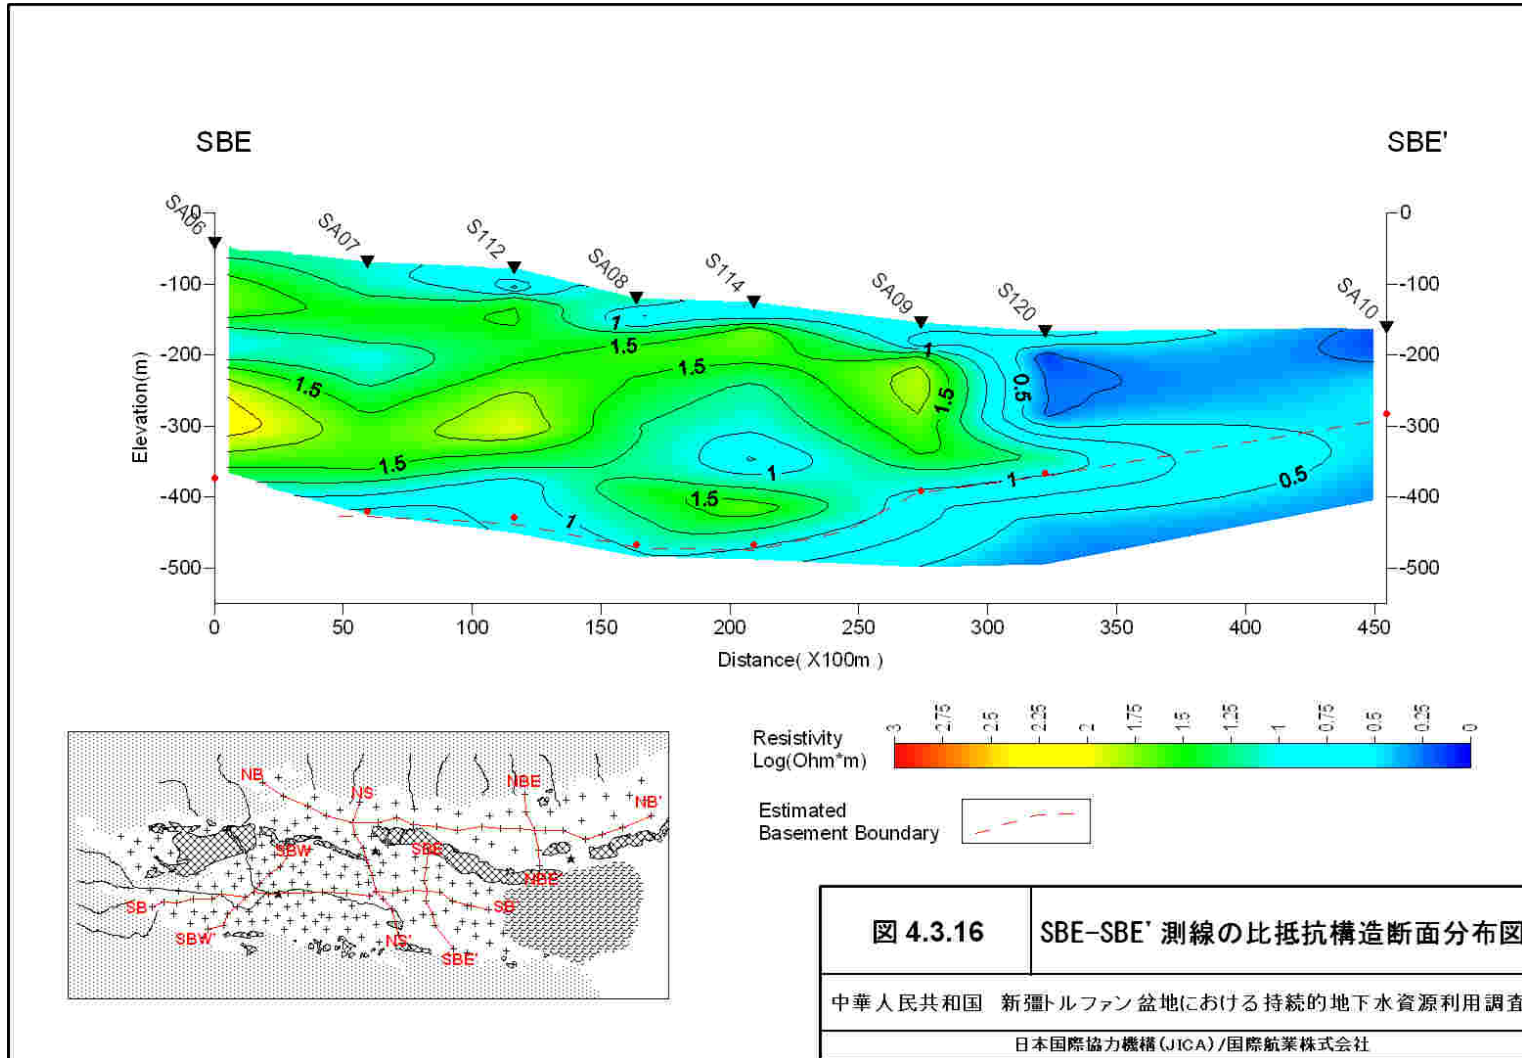 SBE
SBE'
SA06
SA07
S112
SA08
S114
SA09
S120
SA10
0
-100
-200
-300
-400
-500
Elevation(m)
0
-100
-200
-300
-400
-500
1
1.5
1.5
1
1.5
1.5
0.5
1.5
1
1.5
1
1
0.5
0
50
100
150
200
250
300
350
400
450
Distance( X100m )
Resistivity
Log(Ohm*m)
3
2.75
2.5
2.25
2
1.75
1.5
1.25
1
0.75
0.5
0.25
0
Estimated
Basement Boundary
NB
NS
NBE
NB'
SBW
SBE
NBE
SB
SB'
SBW'
NS'
SBE'
図 4.3.16
SBE-SBE' 測線の比抵抗構造断面分布図
中華人民共和国 新疆トルファン盆地における持続的地下水資源利用調査
日本国際協力機構(JICA)/国際航業株式会社